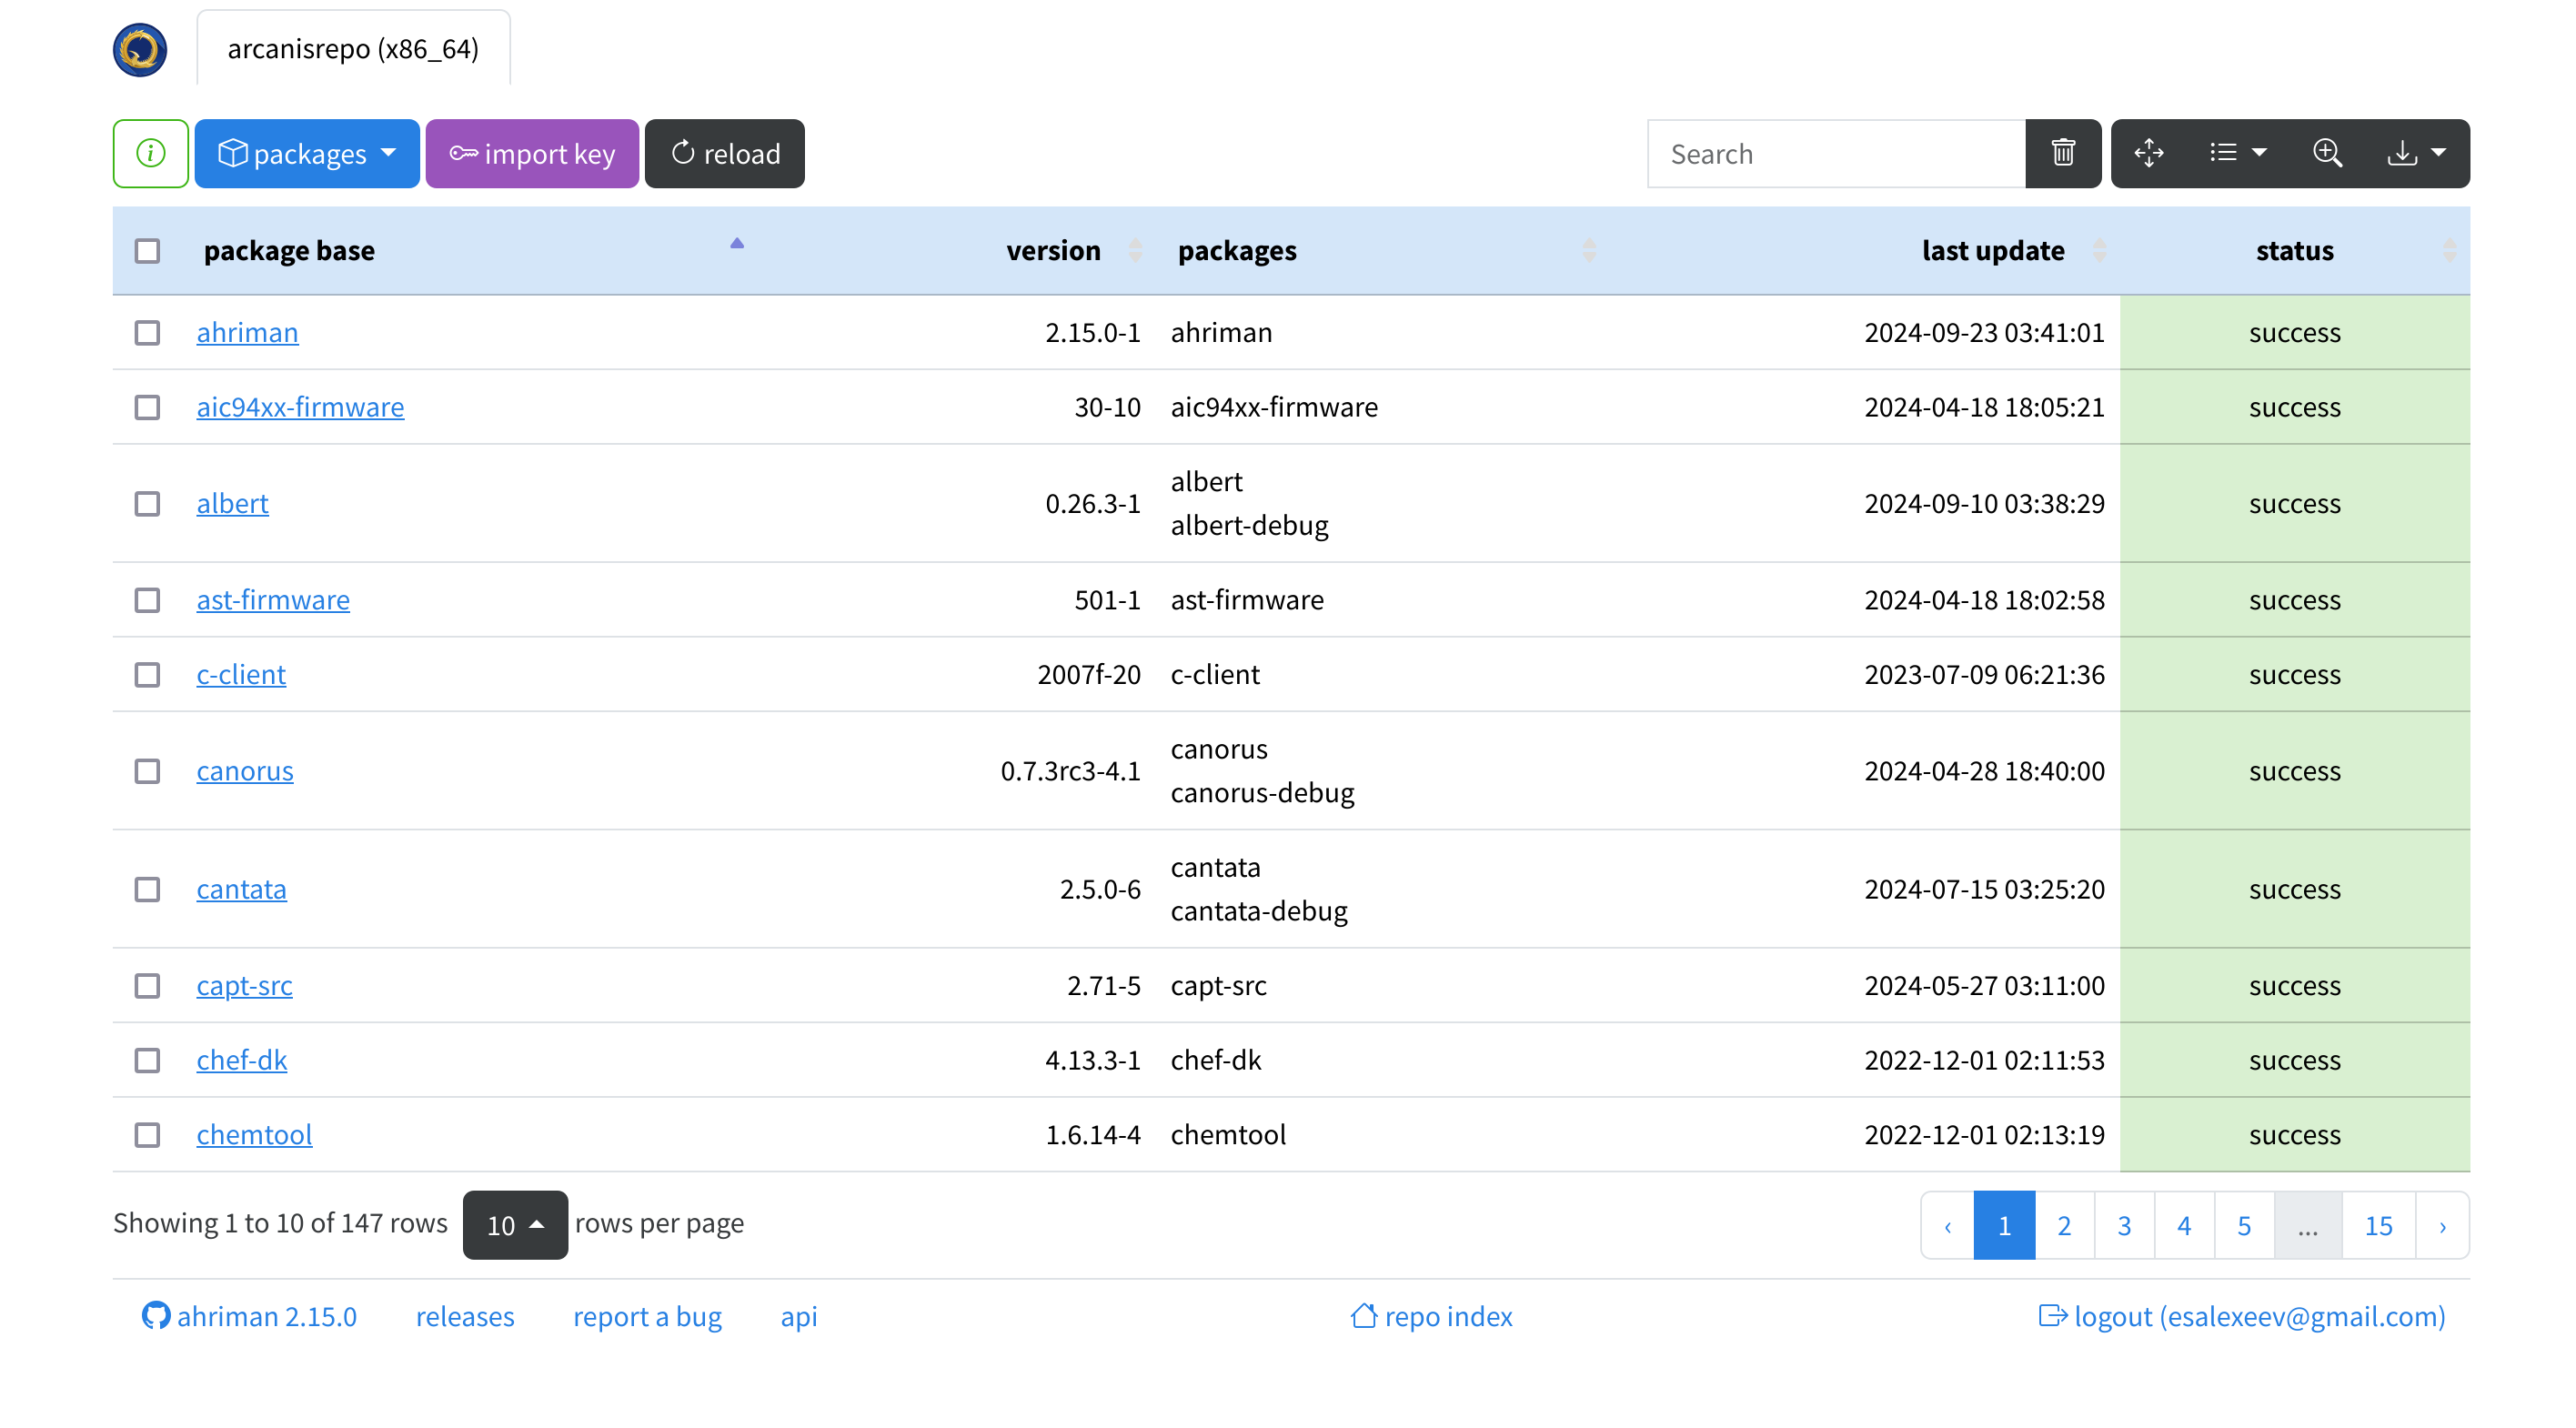 arcanisrepo (x86_64)
packages import key reload Search
package base version packages last update status
ahriman 2.15.0-1 ahriman 2024-09-23 03:41:01 success
aic94xx-firmware 30-10 aic94xx-firmware 2024-04-18 18:05:21 success
albert 0.26.3-1 albert 2024-09-10 03:38:29 success
albert-debug
ast-firmware 501-1 ast-firmware 2024-04-18 18:02:58 success
c-client 2007f-20 c-client 2023-07-09 06:21:36 success
canorus 0.7.3rc3-4.1 canorus 2024-04-28 18:40:00 success
canorus-debug
cantata 2.5.0-6 cantata 2024-07-15 03:25:20 success
cantata-debug
capt-src 2.71-5 capt-src 2024-05-27 03:11:00 success
chef-dk 4.13.3-1 chef-dk 2022-12-01 02:11:53 success
chemtool 1.6.14-4 chemtool 2022-12-01 02:13:19 success
Showing 1 to 10 of 147 rows 10 rows per page ‹ 1 2 3 4 5 ... 15 ›
ahriman 2.15.0 releases report a bug api repo index logout (esalexeev@gmail.com)